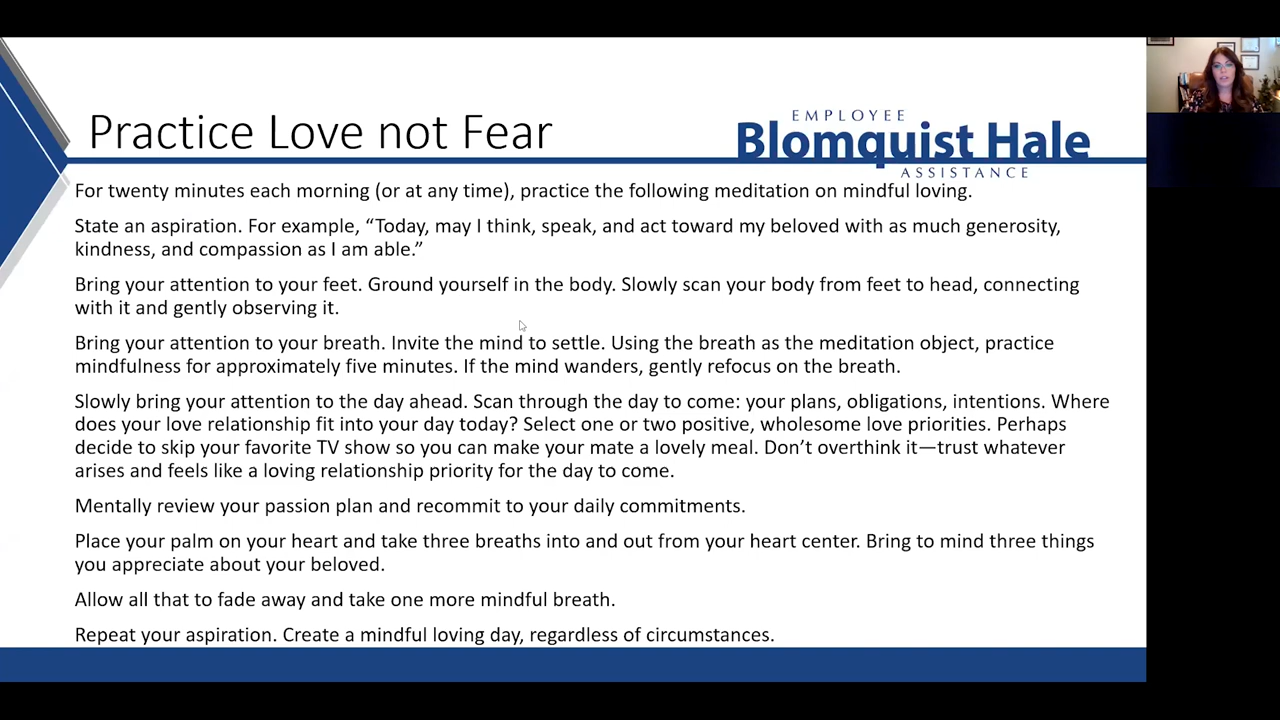 Practice Love not Fear
EMPLOYEE
Blomquist Hale
ASSISTANCE
For twenty minutes each morning (or at any time), practice the following meditation on mindful loving.
State an aspiration. For example, “Today, may I think, speak, and act toward my beloved with as much generosity,
kindness, and compassion as I am able.”
Bring your attention to your feet. Ground yourself in the body. Slowly scan your body from feet to head, connecting
with it and gently observing it.
Bring your attention to your breath. Invite the mind to settle. Using the breath as the meditation object, practice
mindfulness for approximately five minutes. If the mind wanders, gently refocus on the breath.
Slowly bring your attention to the day ahead. Scan through the day to come: your plans, obligations, intentions. Where
does your love relationship fit into your day today? Select one or two positive, wholesome love priorities. Perhaps
decide to skip your favorite TV show so you can make your mate a lovely meal. Don’t overthink it—trust whatever
arises and feels like a loving relationship priority for the day to come.
Mentally review your passion plan and recommit to your daily commitments.
Place your palm on your heart and take three breaths into and out from your heart center. Bring to mind three things
you appreciate about your beloved.
Allow all that to fade away and take one more mindful breath.
Repeat your aspiration. Create a mindful loving day, regardless of circumstances.